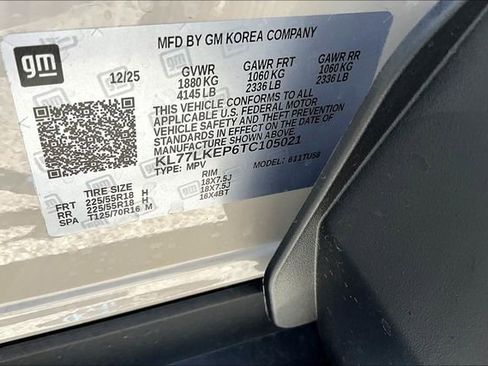 gm
MFD BY GM KOREA COMPANY
12/25 GVWR GAWR FRT GAWR RR
1880 KG 1060 KG 1060 KG
4145 LB 2336 LB 2336 LB
THIS VEHICLE CONFORMS TO ALL
APPLICABLE U.S. FEDERAL MOTOR
VEHICLE SAFETY AND THEFT PREVENTION
STANDARDS IN EFFECT ON THE DATE OF
MANUFACTURE SHOWN ABOVE.
KL77LKEP6TC105021
TYPE: MPV MODEL: 611TU58
TIRE SIZE RIM
FRT 225/55R18 H 18X7.5J
RR 225/55R18 H 18X7.5J
SPA T125/70R16 M 16X4BT